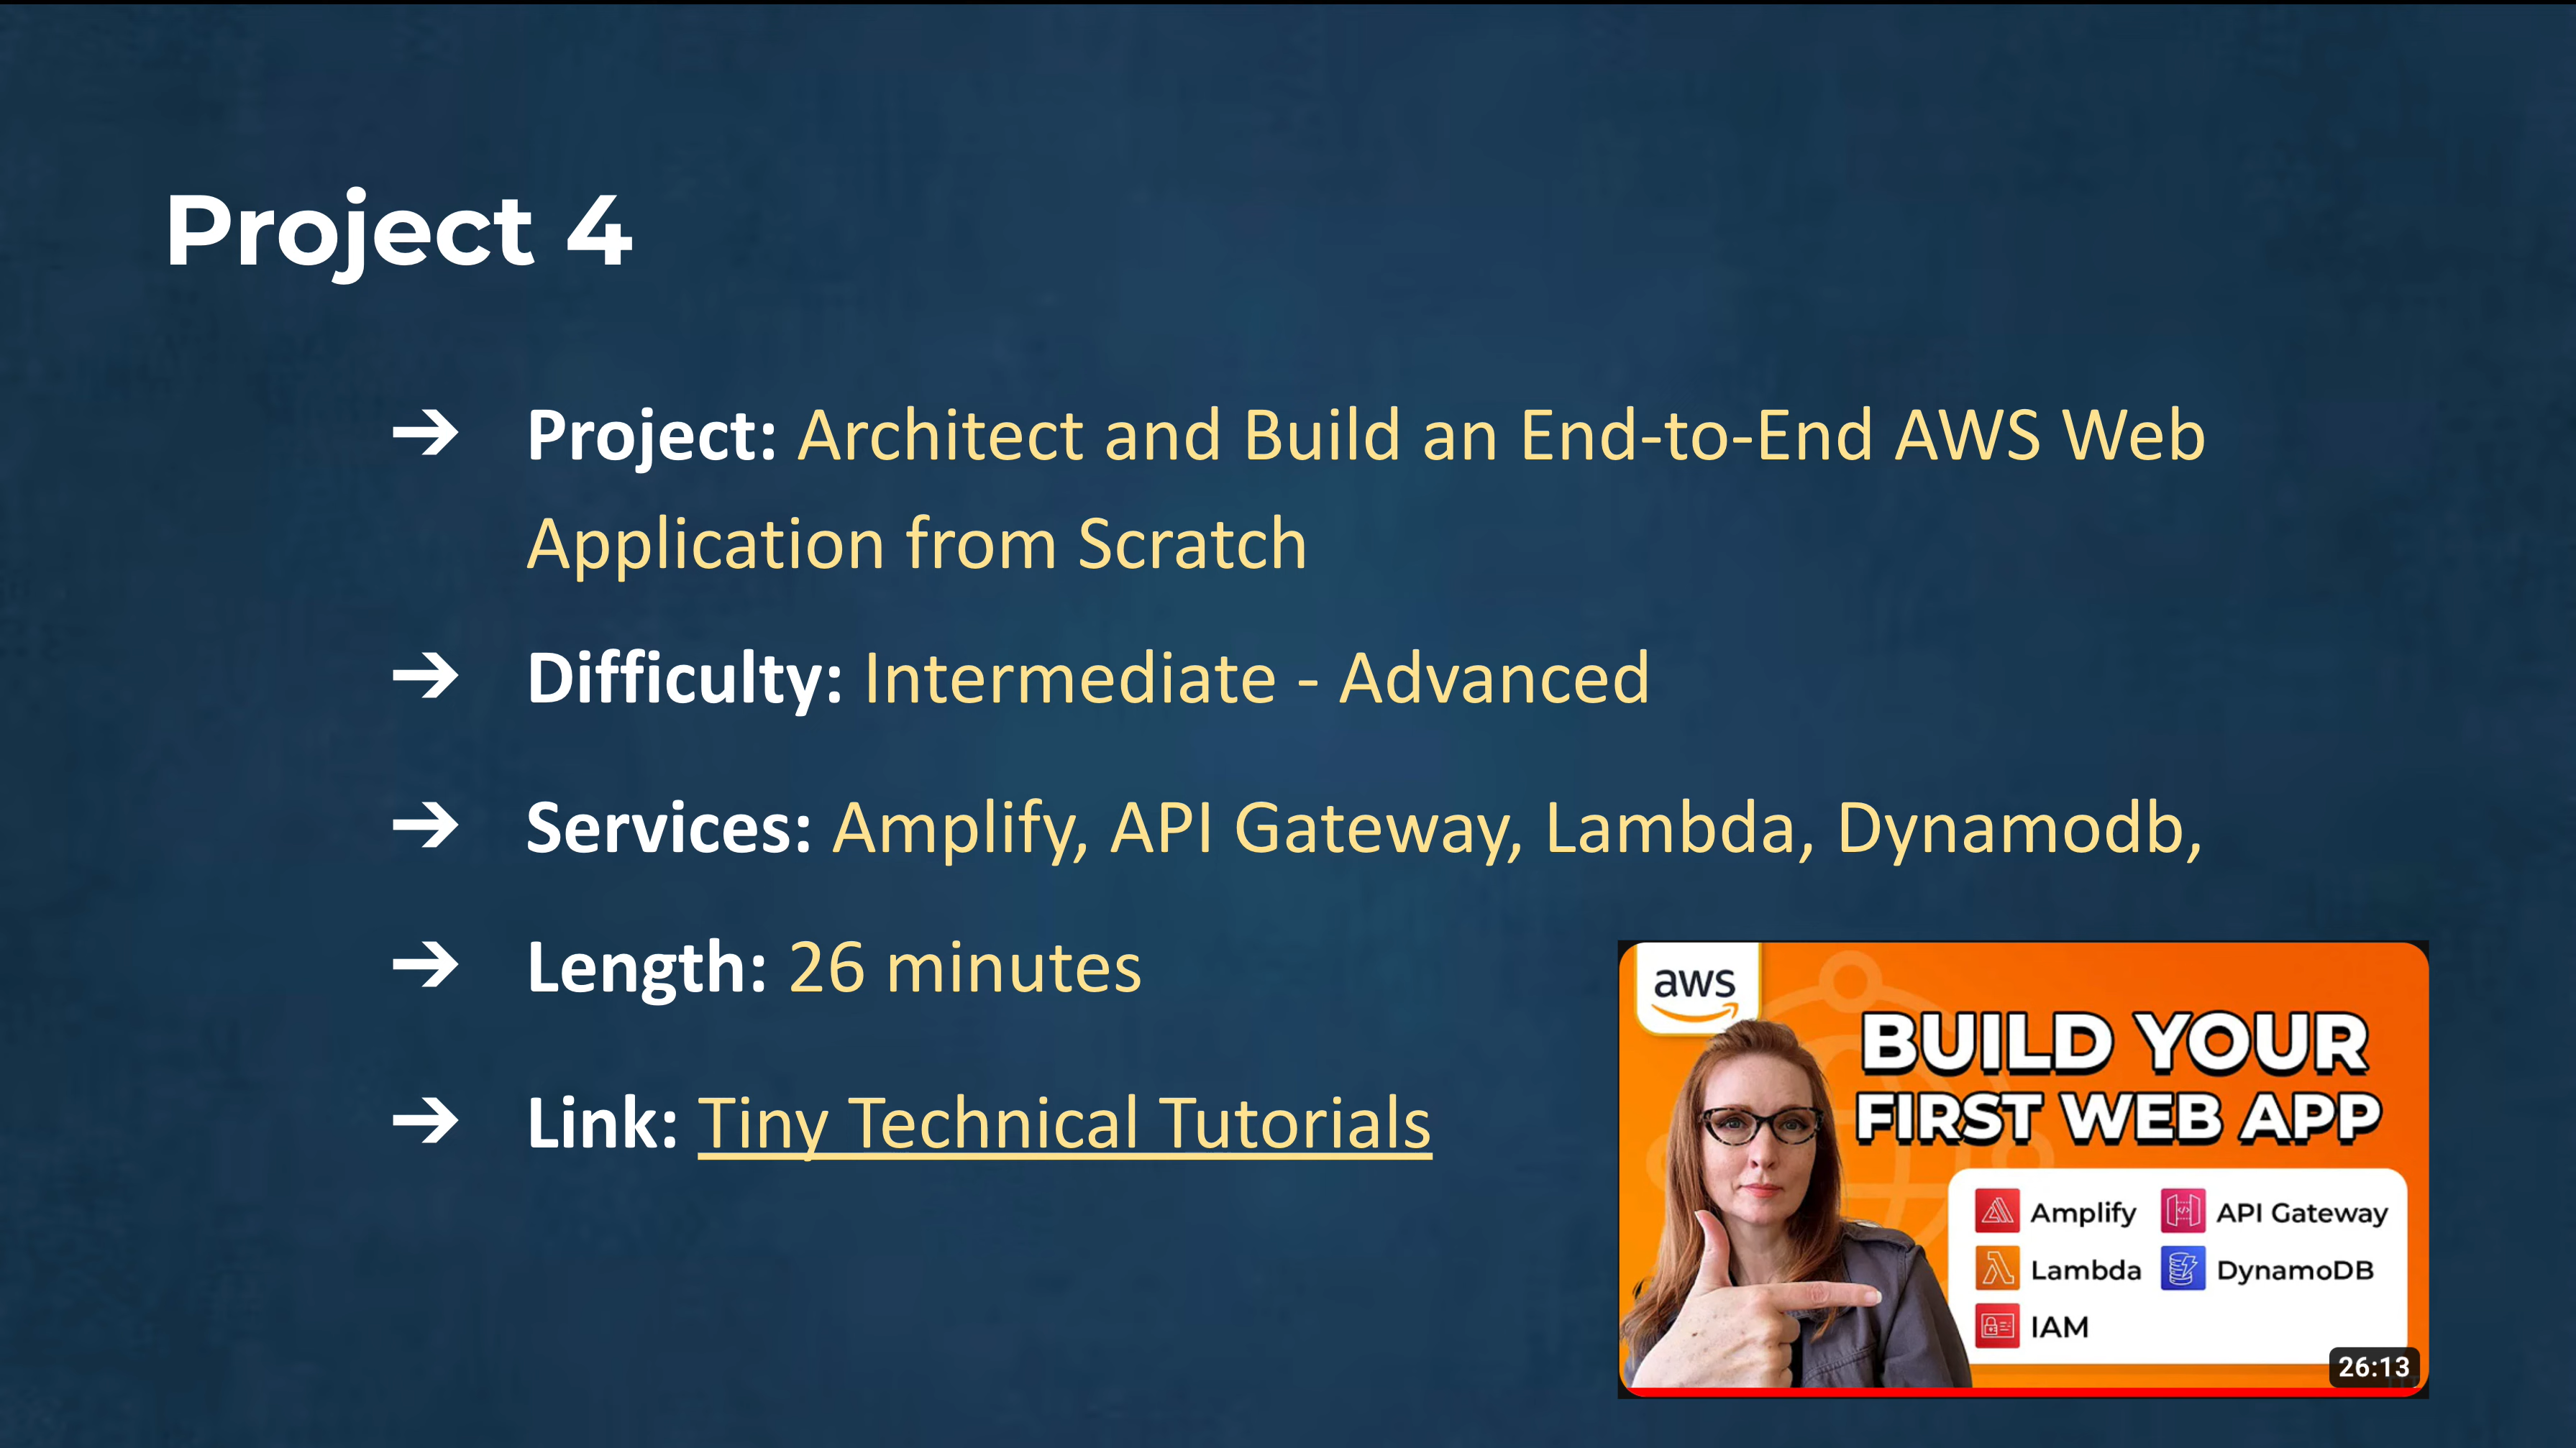 Project 4
➔ Project: Architect and Build an End-to-End AWS Web
Application from Scratch
➔ Difficulty: Intermediate - Advanced
➔ Services: Amplify, API Gateway, Lambda, Dynamodb,
➔ Length: 26 minutes
➔ Link: Tiny Technical Tutorials
aws
BUILD YOUR
FIRST WEB APP
Amplify API Gateway
Lambda DynamoDB
IAM
26:13